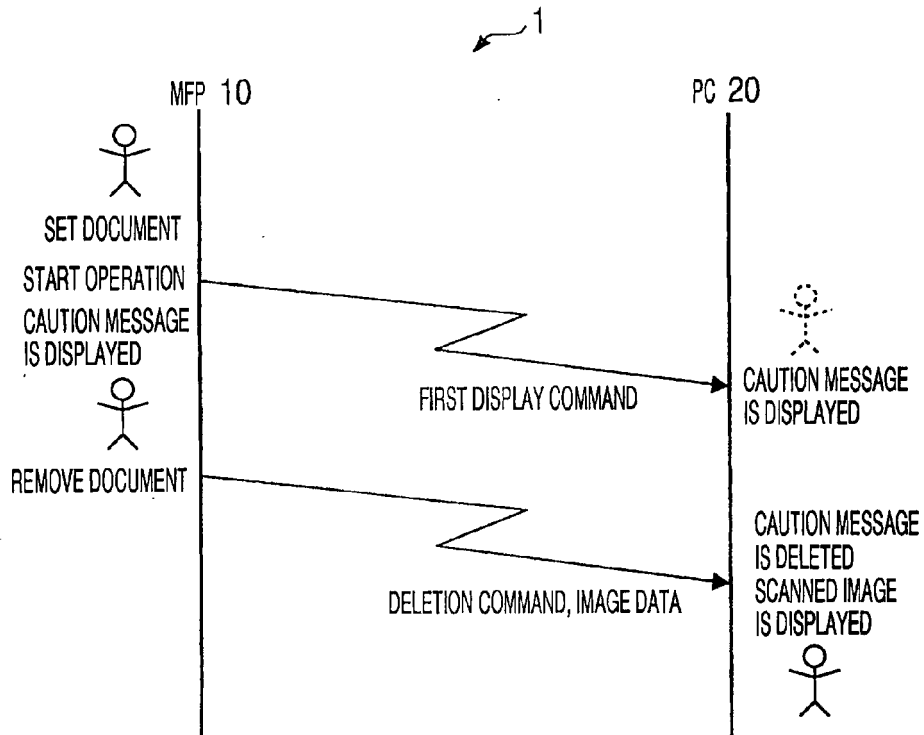 1
MFP 10
PC 20
SET DOCUMENT
START OPERATION
CAUTION MESSAGE
IS DISPLAYED
FIRST DISPLAY COMMAND
CAUTION MESSAGE
IS DISPLAYED
REMOVE DOCUMENT
DELETION COMMAND, IMAGE DATA
CAUTION MESSAGE
IS DELETED
SCANNED IMAGE
IS DISPLAYED